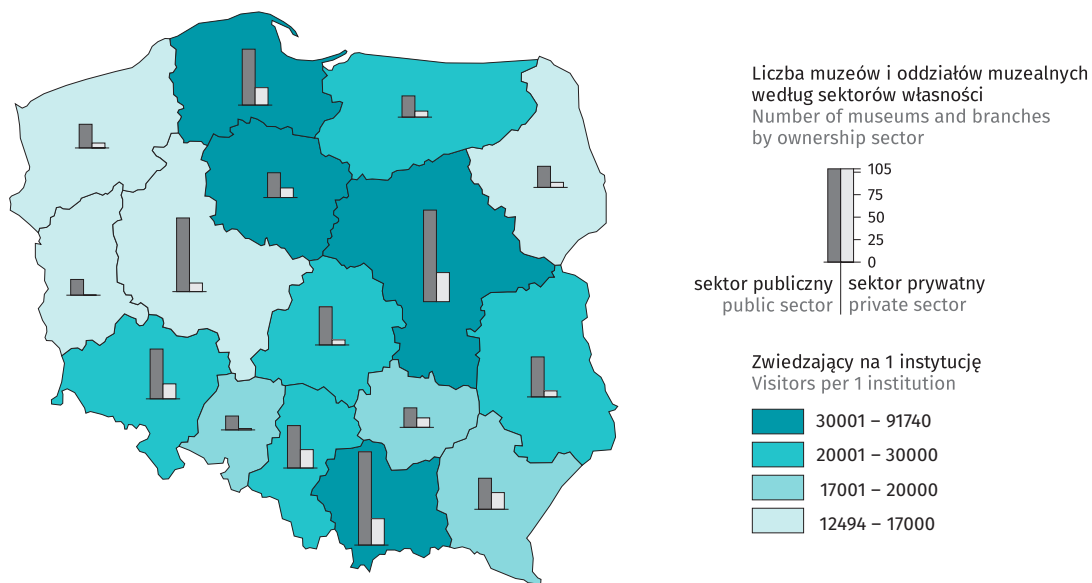 Liczba muzeów i oddziałów muzealnych
według sektorów własności
Number of museums and branches
by ownership sector
105
75
50
25
0
sektor publiczny
public sector
sektor prywatny
private sector
Zwiedzający na 1 instytucję
Visitors per 1 institution
30001 – 91740
20001 – 30000
17001 – 20000
12494 – 17000